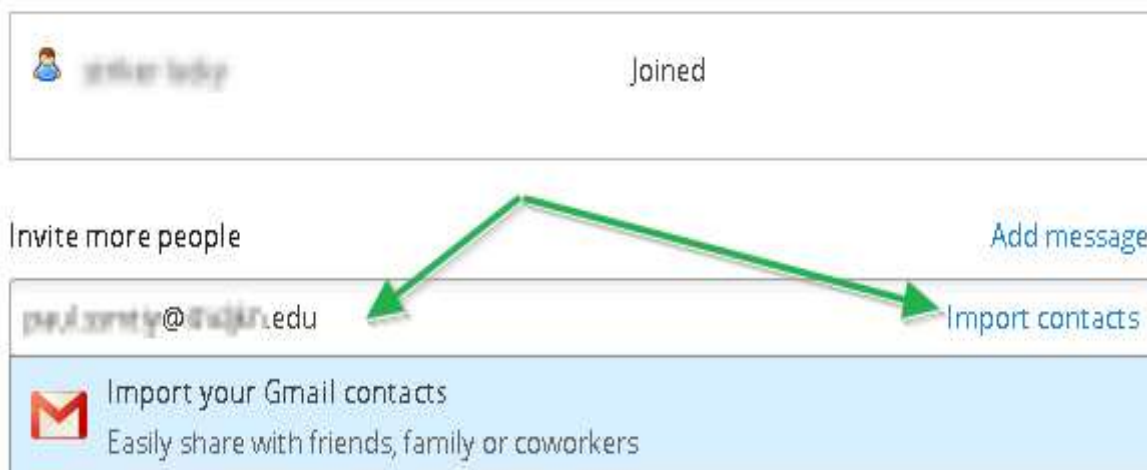 Joined
Invite more people
Add message
@ .edu
Import contacts
Import your Gmail contacts
Easily share with friends, family or coworkers